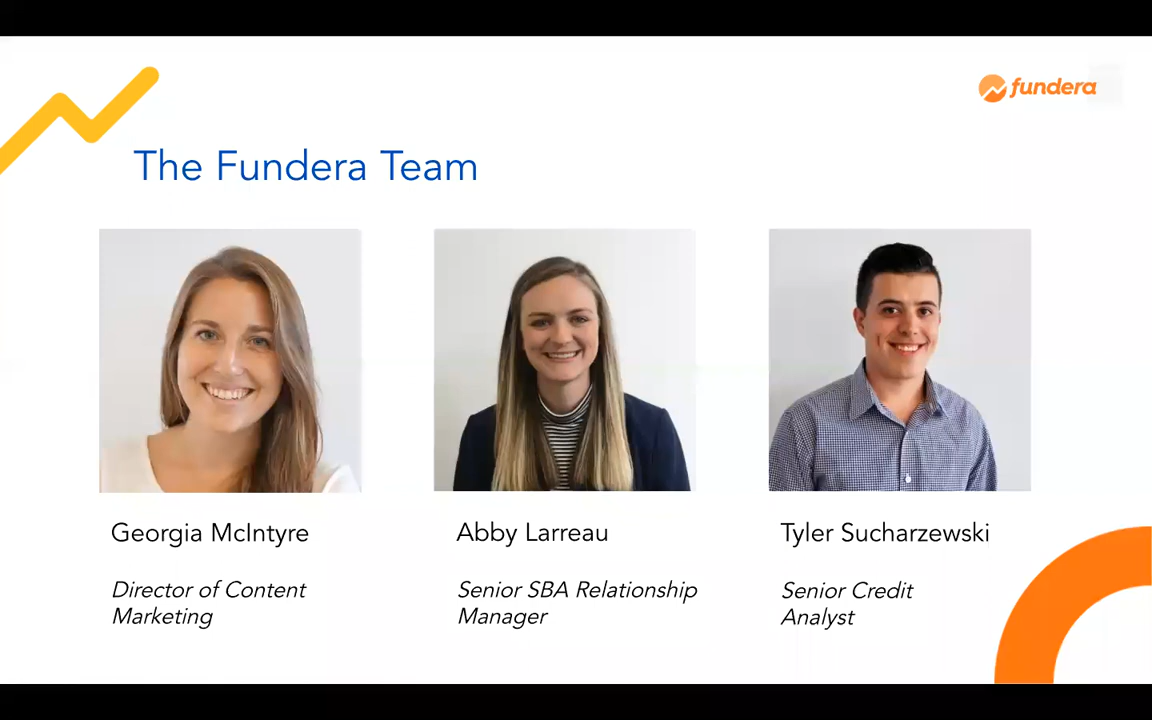 fundera
The Fundera Team
Georgia McIntyre
Director of Content
Marketing
Abby Larreau
Senior SBA Relationship
Manager
Tyler Sucharzewski
Senior Credit
Analyst